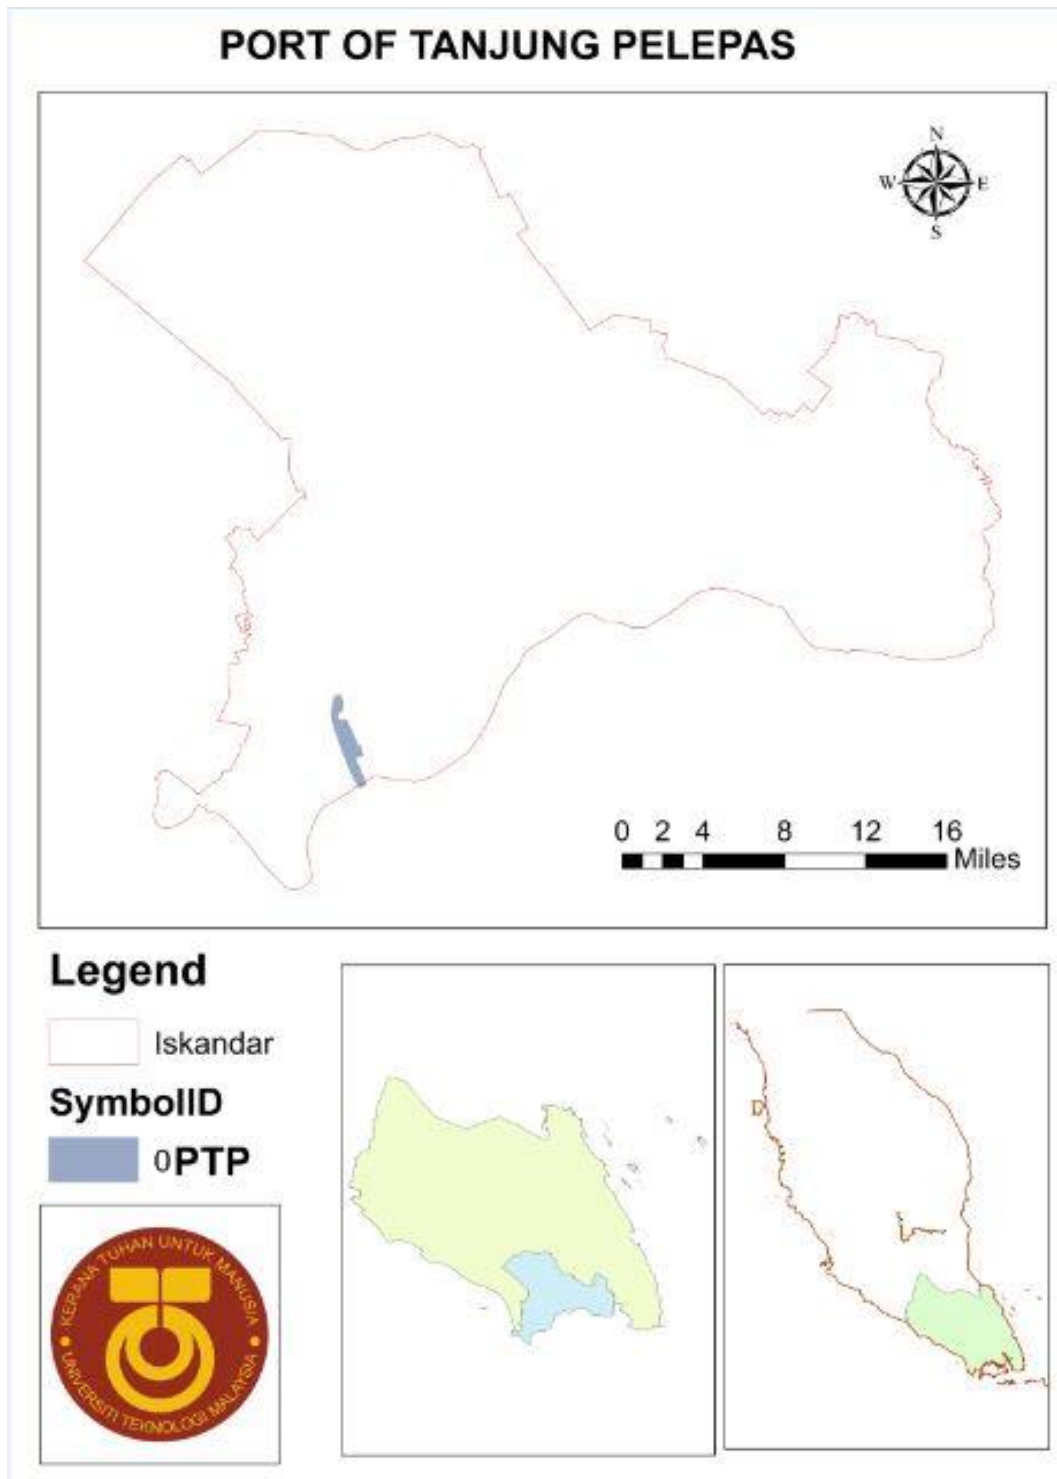 PORT OF TANJUNG PELEPAS
N
W E
S
0 2 4 8 12 16
Miles
Legend
Iskandar
SymbolID
0PTP
D
KERANA TUHAN UNTUK MANUSIA
UNIVERSITI TEKNOLOGI MALAYSIA